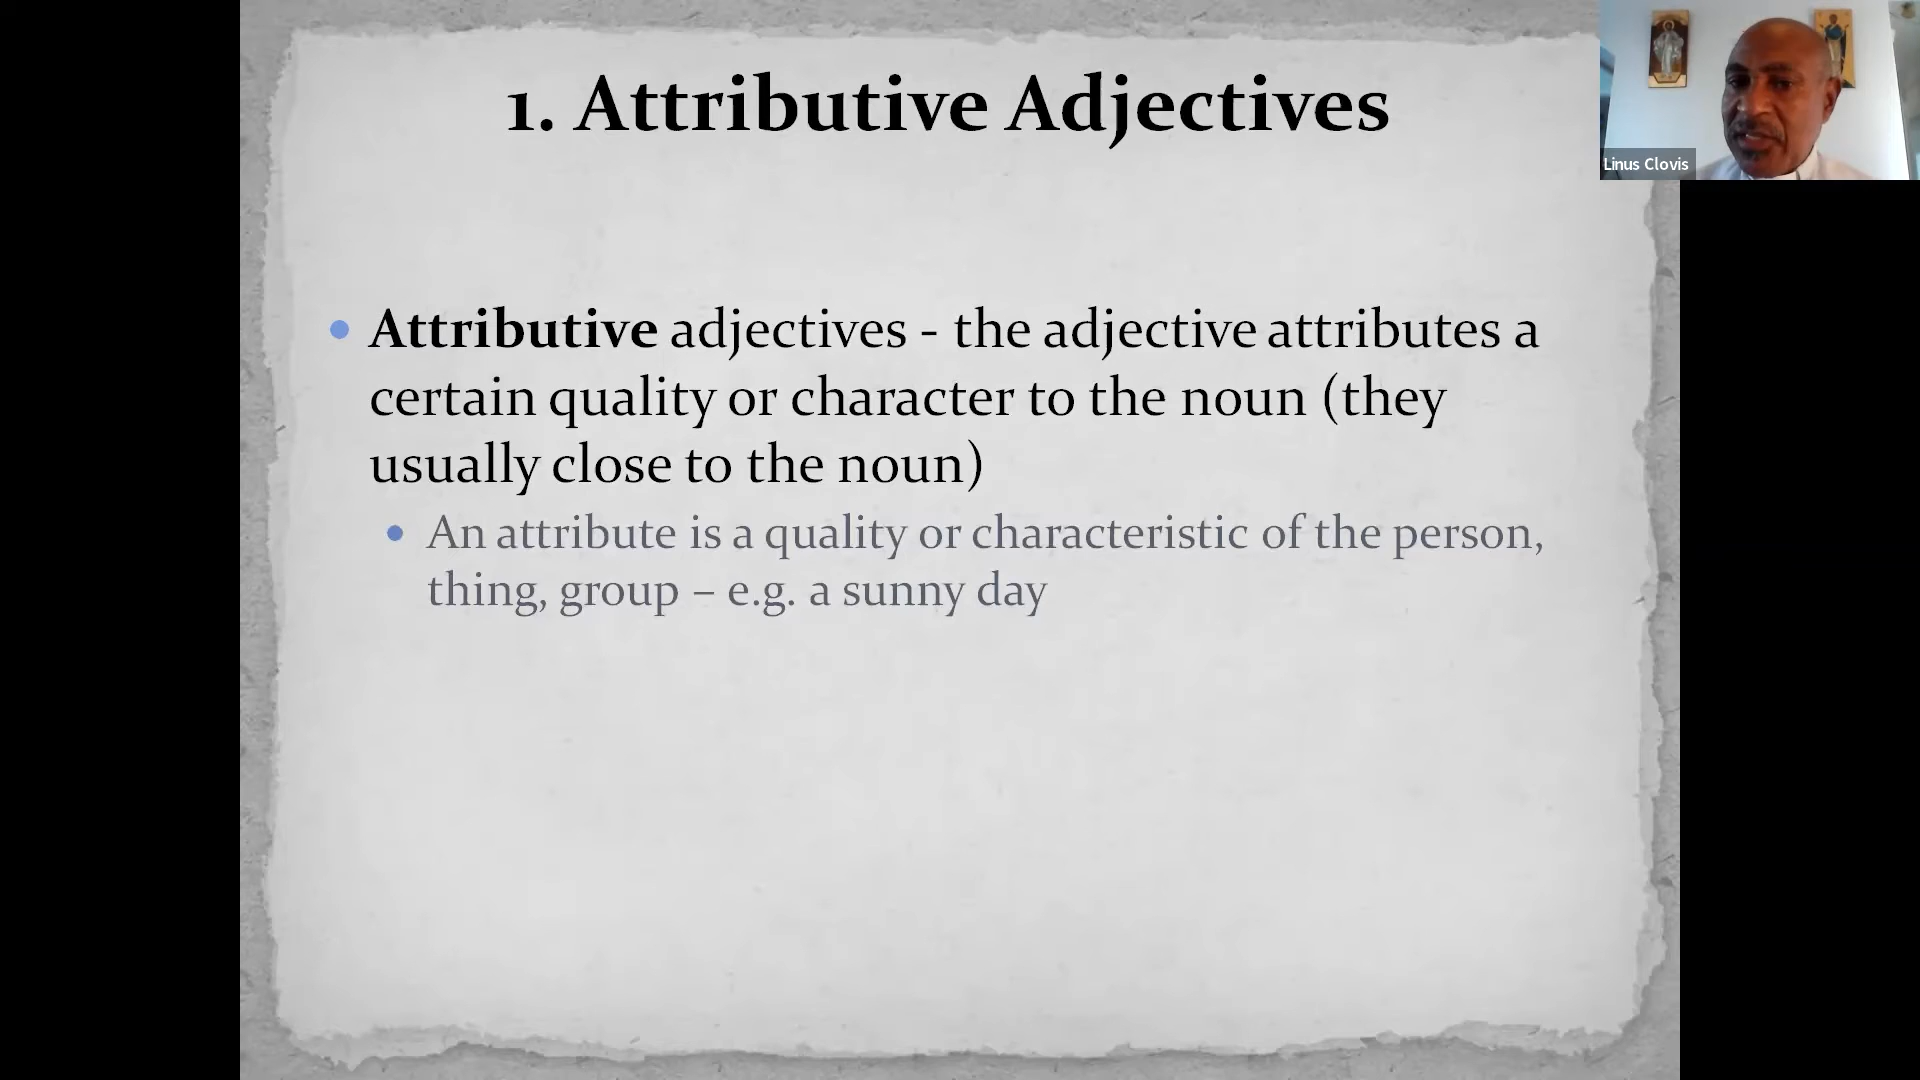 1. Attributive Adjectives
Linus Clovis
• Attributive adjectives - the adjective attributes a
certain quality or character to the noun (they
usually close to the noun)
• An attribute is a quality or characteristic of the person,
thing, group – e.g. a sunny day